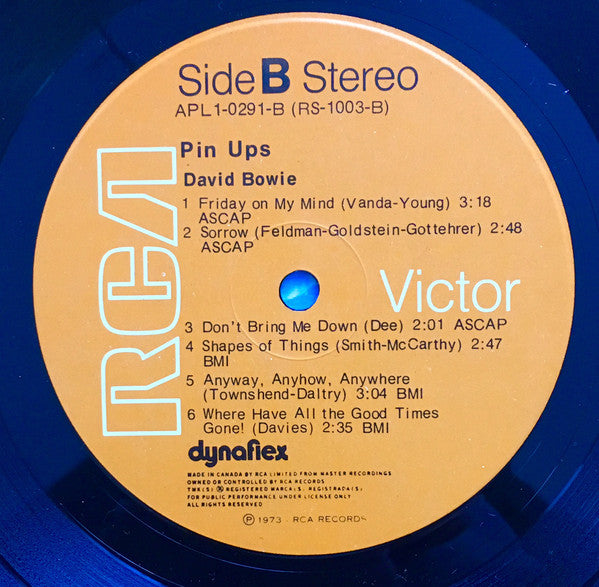 Side B Stereo
APL1-0291-B (RS-1003-B)
Pin Ups
David Bowie
1 Friday on My Mind (Vanda-Young) 3:18
ASCAP
2 Sorrow (Feldman-Goldstein-Gottehrer) 2:48
ASCAP
RCA
Victor
3 Don't Bring Me Down (Dee) 2:01 ASCAP
4 Shapes of Things (Smith-McCarthy) 2:47
BMI
5 Anyway, Anyhow, Anywhere
(Townshend-Daltry) 3:04 BMI
6 Where Have All the Good Times
Gone! (Davies) 2:35 BMI
dynaflex
MADE IN CANADA BY RCA LIMITED FROM MASTER RECORDINGS
OWNED OR CONTROLLED BY RCA RECORDS
TMK(S) ® REGISTERED MARCA(S) REGISTRADA(S)
FOR PUBLIC PERFORMANCE UNDER LICENSE ONLY
ALL RIGHTS RESERVED
℗ 1973 - RCA RECORDS